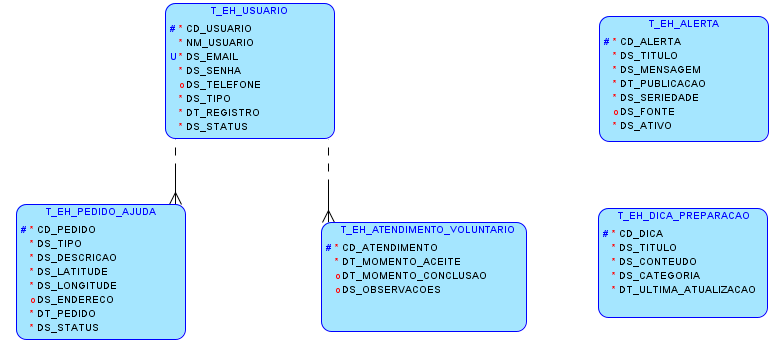 T_EH_USUARIO
# * CD_USUARIO
* NM_USUARIO
U * DS_EMAIL
* DS_SENHA
o DS_TELEFONE
* DS_TIPO
* DT_REGISTRO
* DS_STATUS
T_EH_ALERTA
# * CD_ALERTA
* DS_TITULO
* DS_MENSAGEM
* DT_PUBLICACAO
* DS_SERIEDADE
o DS_FONTE
* DS_ATIVO
T_EH_PEDIDO_AJUDA
# * CD_PEDIDO
* DS_TIPO
* DS_DESCRICAO
* DS_LATITUDE
* DS_LONGITUDE
o DS_ENDERECO
* DT_PEDIDO
* DS_STATUS
T_EH_ATENDIMENTO_VOLUNTARIO
# * CD_ATENDIMENTO
* DT_MOMENTO_ACEITE
o DT_MOMENTO_CONCLUSAO
o DS_OBSERVACOES
T_EH_DICA_PREPARACAO
# * CD_DICA
* DS_TITULO
* DS_CONTEUDO
* DS_CATEGORIA
* DT_ULTIMA_ATUALIZACAO